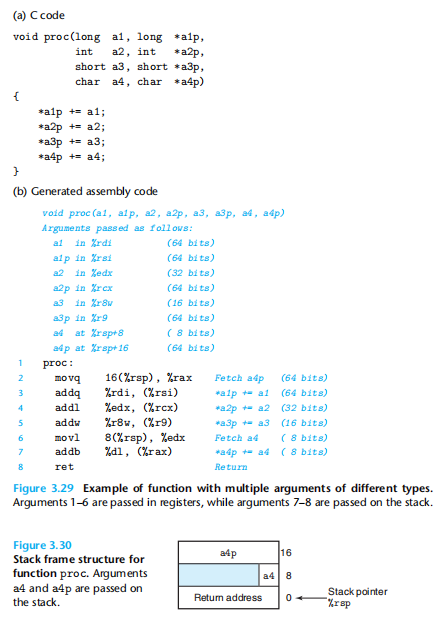 (a) C code
void proc(long  a1, long  *a1p,
          int   a2, int   *a2p,
          short a3, short *a3p,
          char  a4, char  *a4p)
{
    *a1p += a1;
    *a2p += a2;
    *a3p += a3;
    *a4p += a4;
}
(b) Generated assembly code
void proc(a1, a1p, a2, a2p, a3, a3p, a4, a4p)
Arguments passed as follows:
a1  in %rdi        (64 bits)
a1p in %rsi        (64 bits)
a2  in %edx        (32 bits)
a2p in %rcx        (64 bits)
a3  in %r8w        (16 bits)
a3p in %r9         (64 bits)
a4  at %rsp+8      ( 8 bits)
a4p at %rsp+16     (64 bits)
1 proc:
2   movq    16(%rsp), %rax    Fetch a4p   (64 bits)
3   addq    %rdi, (%rsi)      *a1p += a1  (64 bits)
4   addl    %edx, (%rcx)      *a2p += a2  (32 bits)
5   addw    %r8w, (%r9)       *a3p += a3  (16 bits)
6   movl    8(%rsp), %edx     Fetch a4    ( 8 bits)
7   addb    %dl, (%rax)       *a4p += a4  ( 8 bits)
8   ret                       Return
Figure 3.29 Example of function with multiple arguments of different types.
Arguments 1–6 are passed in registers, while arguments 7–8 are passed on the stack.
Figure 3.30
Stack frame structure for
function proc. Arguments
a4 and a4p are passed on
the stack.
a4p 16
a4 8
Return address 0 Stack pointer
%rsp